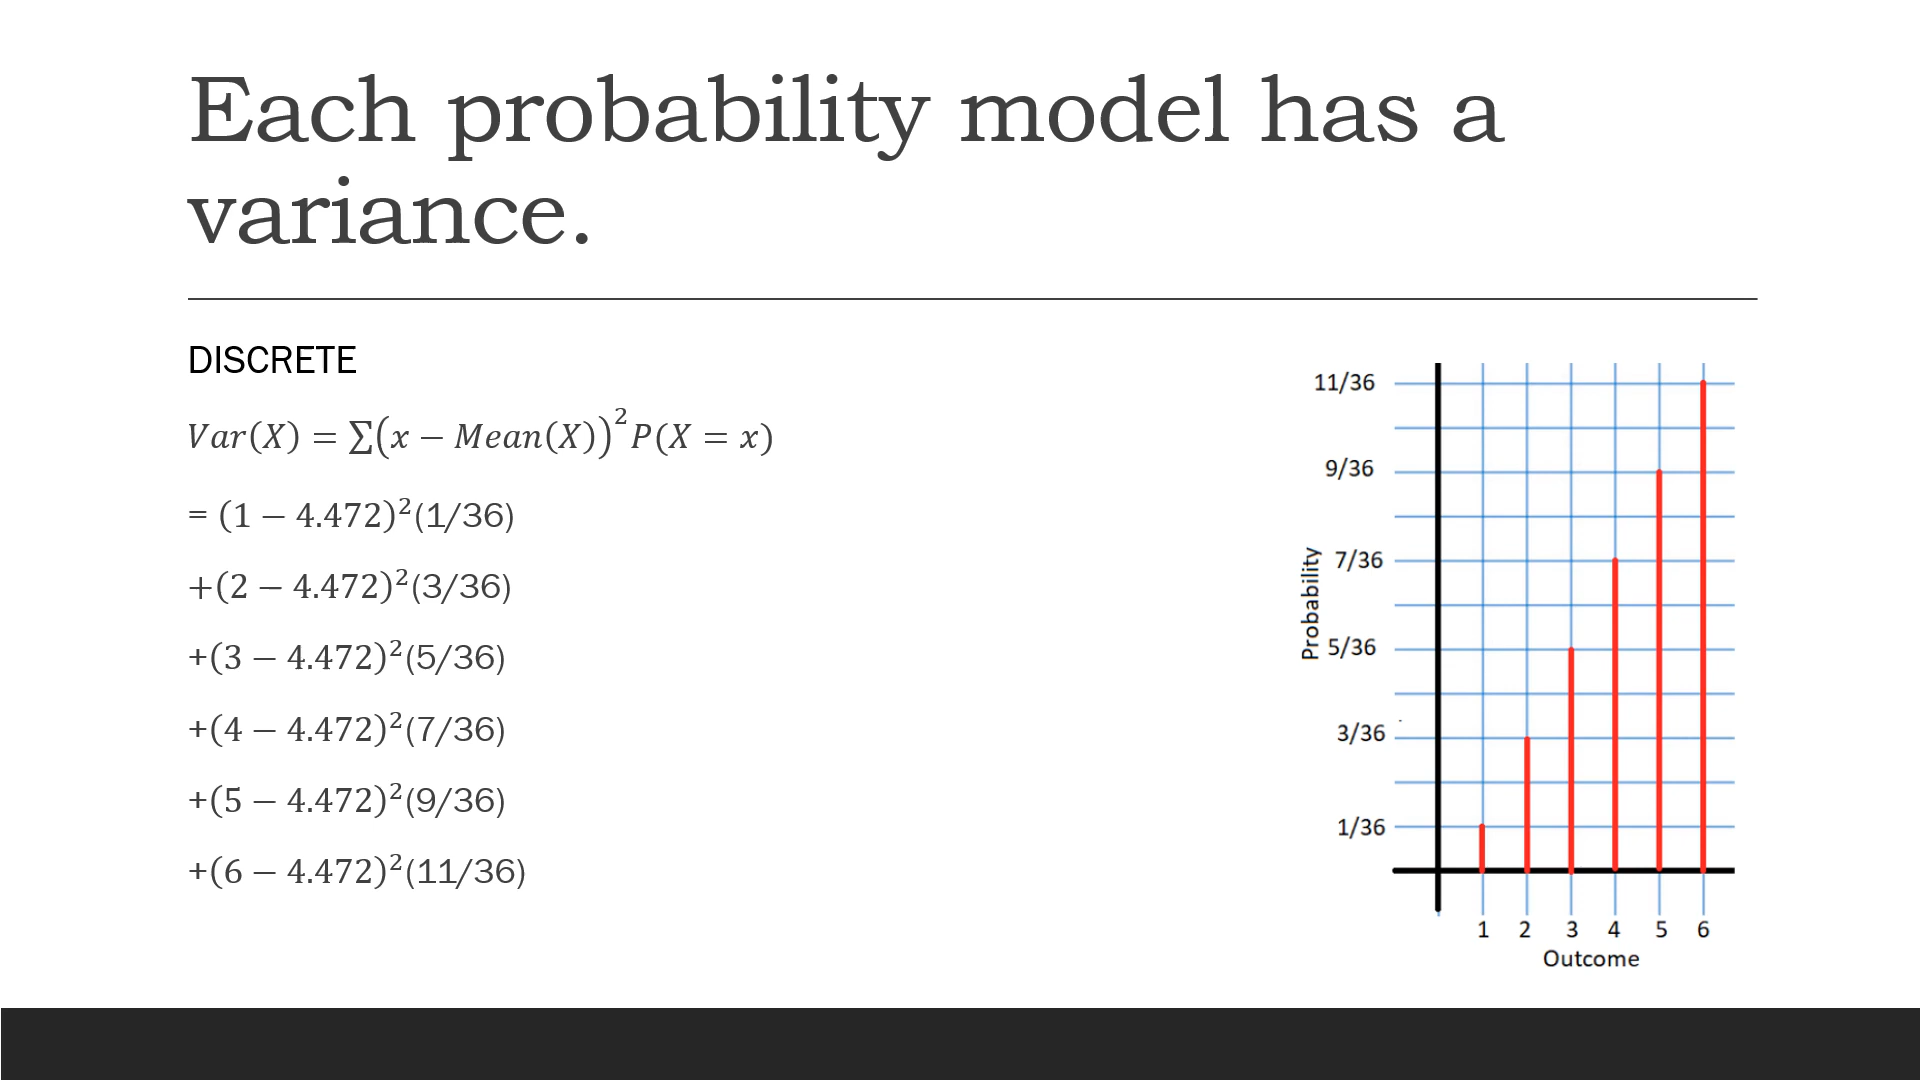 Each probability model has a
variance.
DISCRETE
𝑉𝑎𝑟(𝑋) = ∑(𝑥 − 𝑀𝑒𝑎𝑛(𝑋))²𝑃(𝑋 = 𝑥)
= (1 − 4.472)²(1/36)
+(2 − 4.472)²(3/36)
+(3 − 4.472)²(5/36)
+(4 − 4.472)²(7/36)
+(5 − 4.472)²(9/36)
+(6 − 4.472)²(11/36)
11/36
9/36
7/36
5/36
3/36
1/36
Probability
1 2 3 4 5 6
Outcome